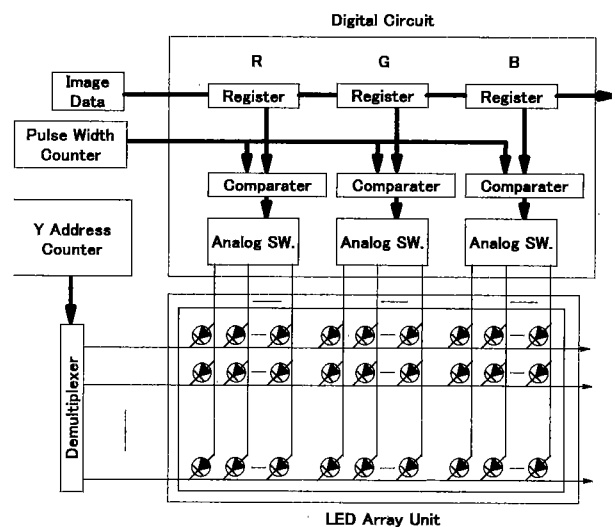 Digital Circuit
R G B
Image
Data
Register Register Register
Pulse Width
Counter
Comparater Comparater Comparater
Y Address
Counter
Analog SW. Analog SW. Analog SW.
Demultiplexer
LED Array Unit